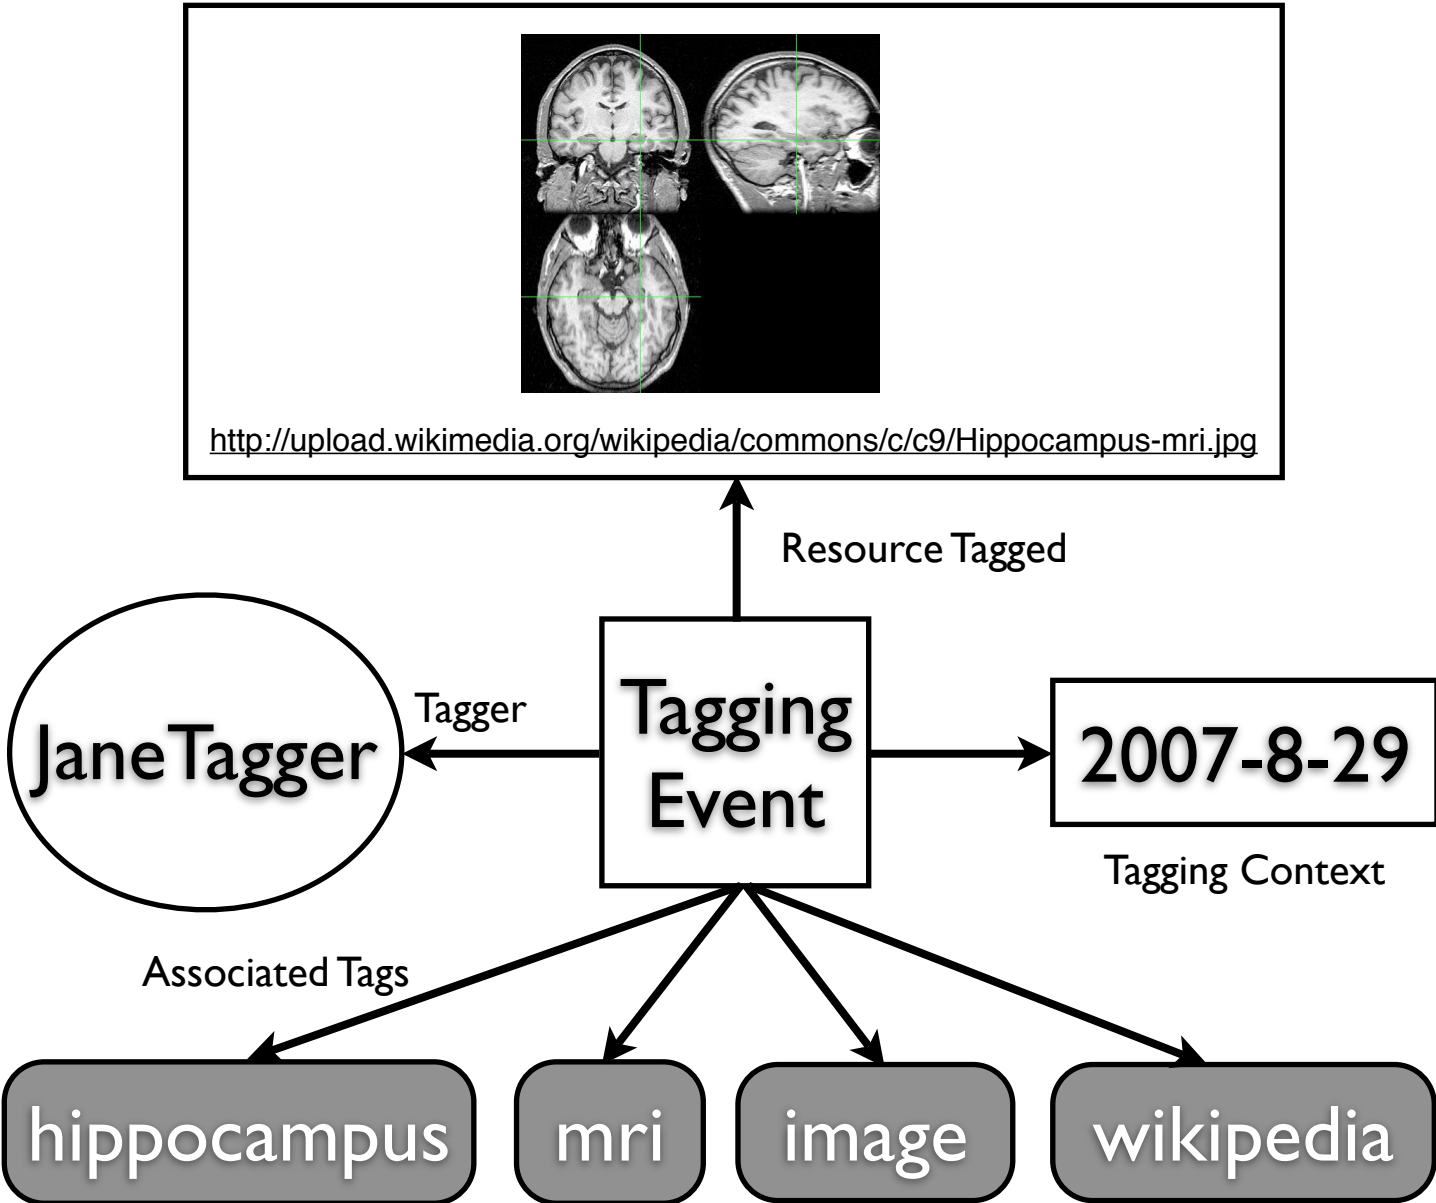 http://upload.wikimedia.org/wikipedia/commons/c/c9/Hippocampus-mri.jpg
Resource Tagged
JaneTagger
Tagger
Tagging
Event
2007-8-29
Tagging Context
Associated Tags
hippocampus
mri
image
wikipedia